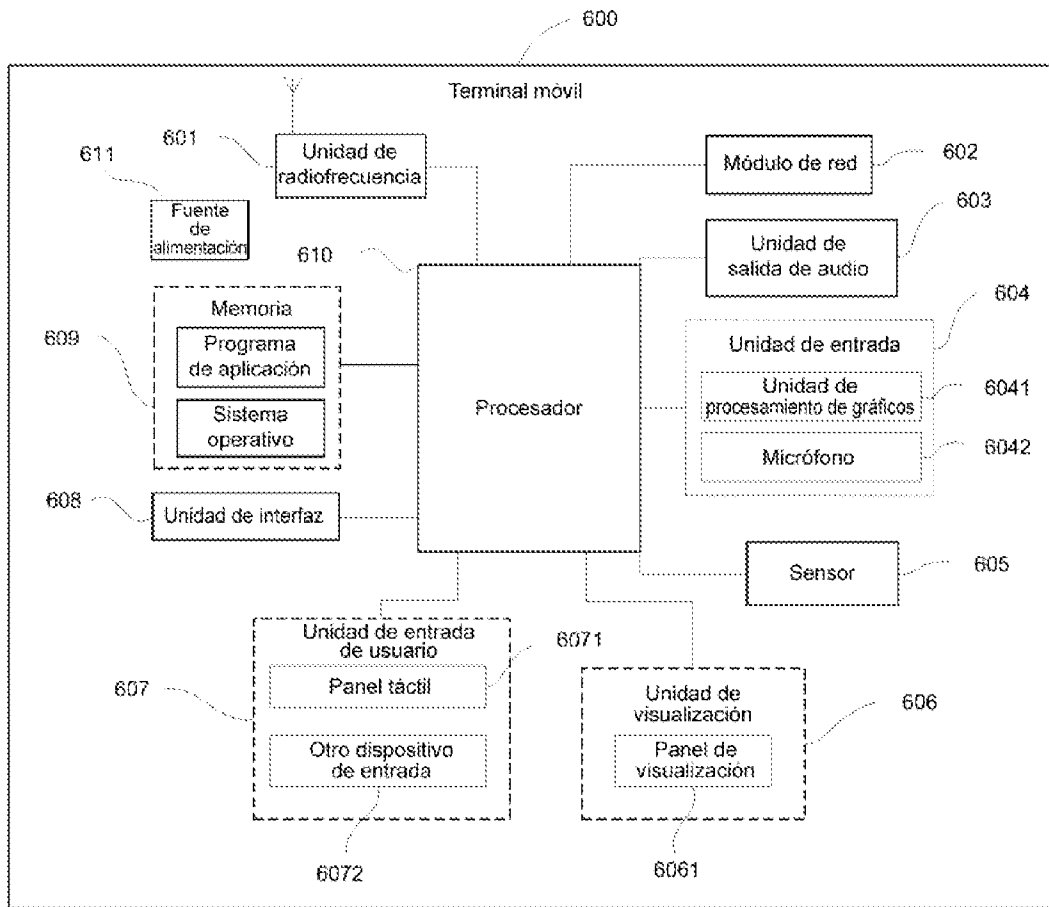 600
Terminal móvil
601
Unidad de
radiofrecuencia
611
Fuente
de
alimentación
Módulo de red
602
603
Unidad de
salida de audio
610
Procesador
604
Unidad de entrada
Unidad de
procesamiento de gráficos
6041
Micrófono
6042
Memoria
609
Programa
de aplicación
Sistema
operativo
608
Unidad de interfaz
Sensor
605
Unidad de entrada
de usuario
6071
607
Panel táctil
Otro dispositivo
de entrada
6072
Unidad de
visualización
606
Panel de
visualización
6061